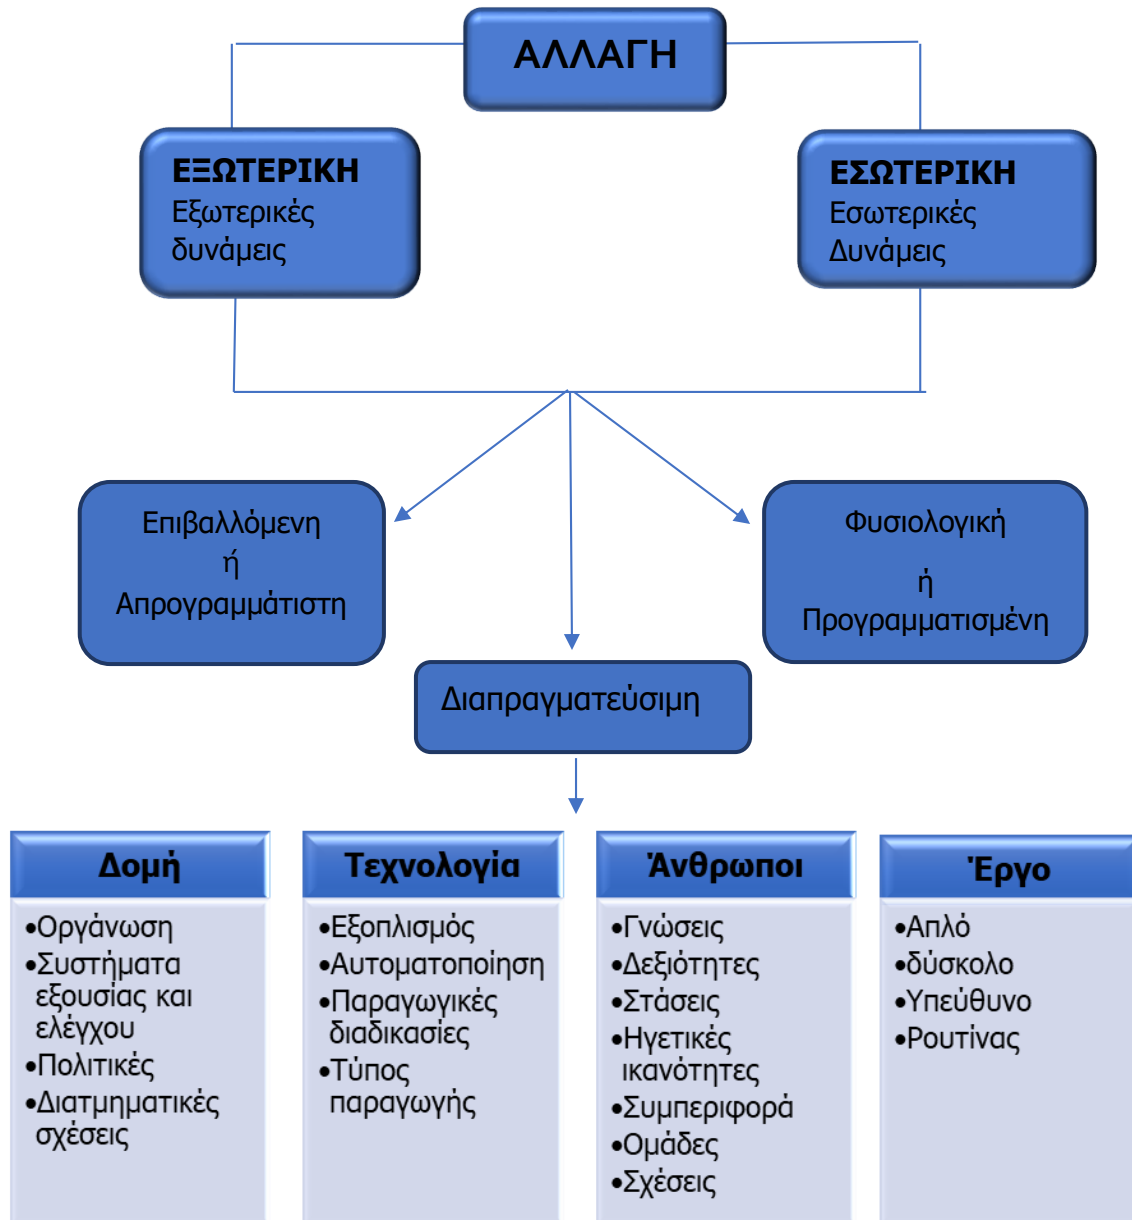 ΑΛΛΑΓΗ
ΕΞΩΤΕΡΙΚΗ
Εξωτερικές
δυνάμεις
ΕΣΩΤΕΡΙΚΗ
Εσωτερικές
Δυνάμεις
Επιβαλλόμενη
ή
Απρογραμμάτιστη
Φυσιολογική
ή
Προγραμματισμένη
Διαπραγματεύσιμη
Δομή
•Οργάνωση
•Συστήματα
εξουσίας και
ελέγχου
•Πολιτικές
•Διατμηματικές
σχέσεις
Τεχνολογία
•Εξοπλισμός
•Αυτοματοποίηση
•Παραγωγικές
διαδικασίες
•Τύπος
παραγωγής
Άνθρωποι
•Γνώσεις
•Δεξιότητες
•Στάσεις
•Ηγετικές
ικανότητες
•Συμπεριφορά
•Ομάδες
•Σχέσεις
Έργο
•Απλό
•δύσκολο
•Υπεύθυνο
•Ρουτίνας